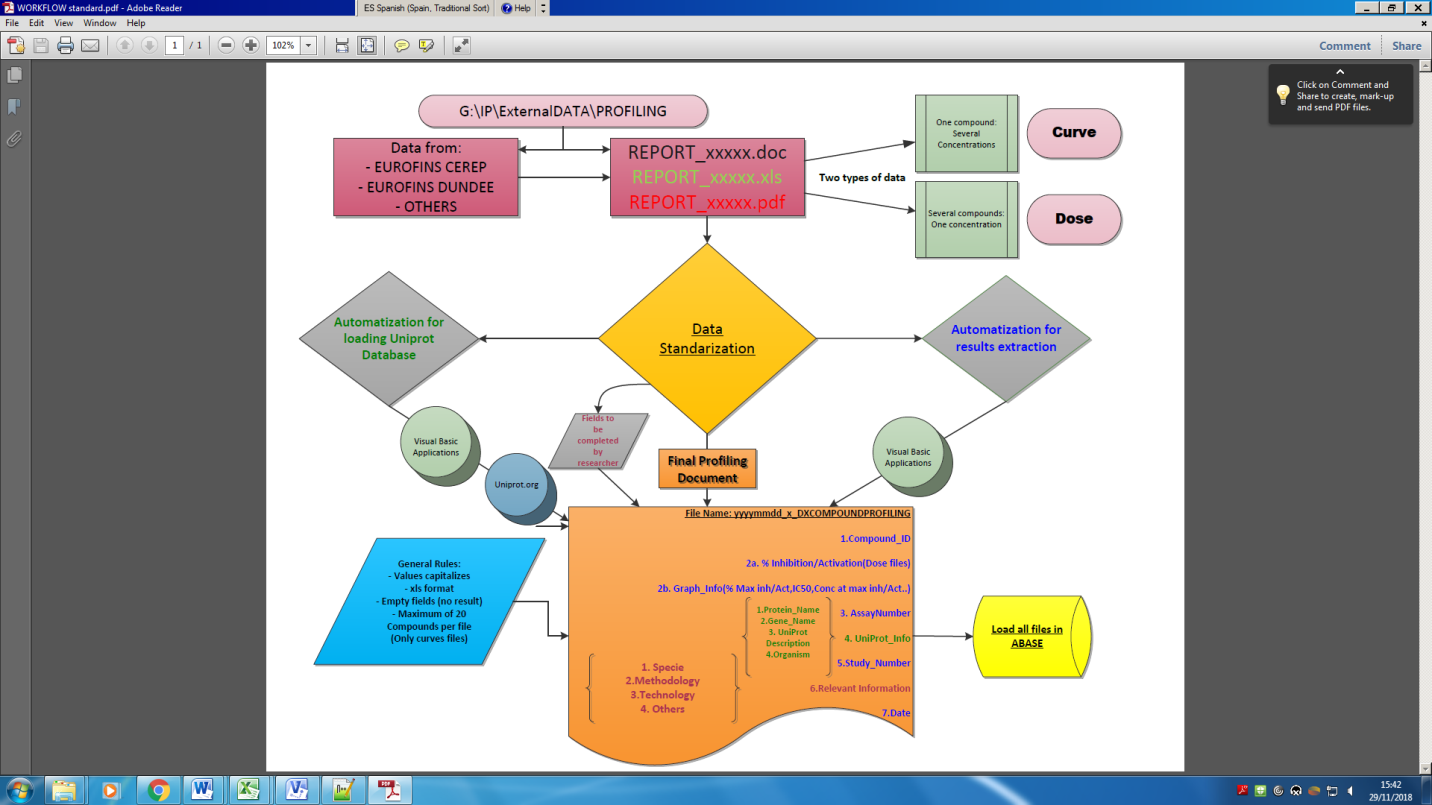 WORKFLOW standard.pdf - Adobe Reader
ES Spanish (Spain, Traditional Sort)
Help
File Edit View Window Help
1 / 1
102%
Comment
Share
Click on Comment and
Share to create, mark-up
and send PDF files.
G:\IP\ExternalDATA\PROFILING
Data from:
- EUROFINS CEREP
- EUROFINS DUNDEE
- OTHERS
REPORT_xxxxx.doc
REPORT_xxxxx.xls
REPORT_xxxxx.pdf
Two types of data
One compound:
Several
Concentrations
Curve
Several compounds:
One concentration
Dose
Automatization for
loading Uniprot
Database
Data
Standarization
Automatization for
results extraction
Visual Basic
Applications
Uniprot.org
Fields to
be
completed
by
researcher
Final Profiling
Document
Visual Basic
Applications
General Rules:
- Values capitalizes
- xls format
- Empty fields (no result)
- Maximum of 20
Compounds per file
(Only curves files)
File Name: yyyymmdd_x_DXCOMPOUNDPROFILING
1.Compound_ID
2a. % Inhibition/Activation(Dose files)
2b. Graph_Info(% Max inh/Act,IC50,Conc at max inh/Act..)
3. AssayNumber
4. UniProt_Info
5.Study_Number
6.Relevant Information
7.Date
1.Protein_Name
2.Gene_Name
3. UniProt
Description
4.Organism
1. Specie
2.Methodology
3.Technology
4. Others
Load all files in
ABASE
15:42
29/11/2018